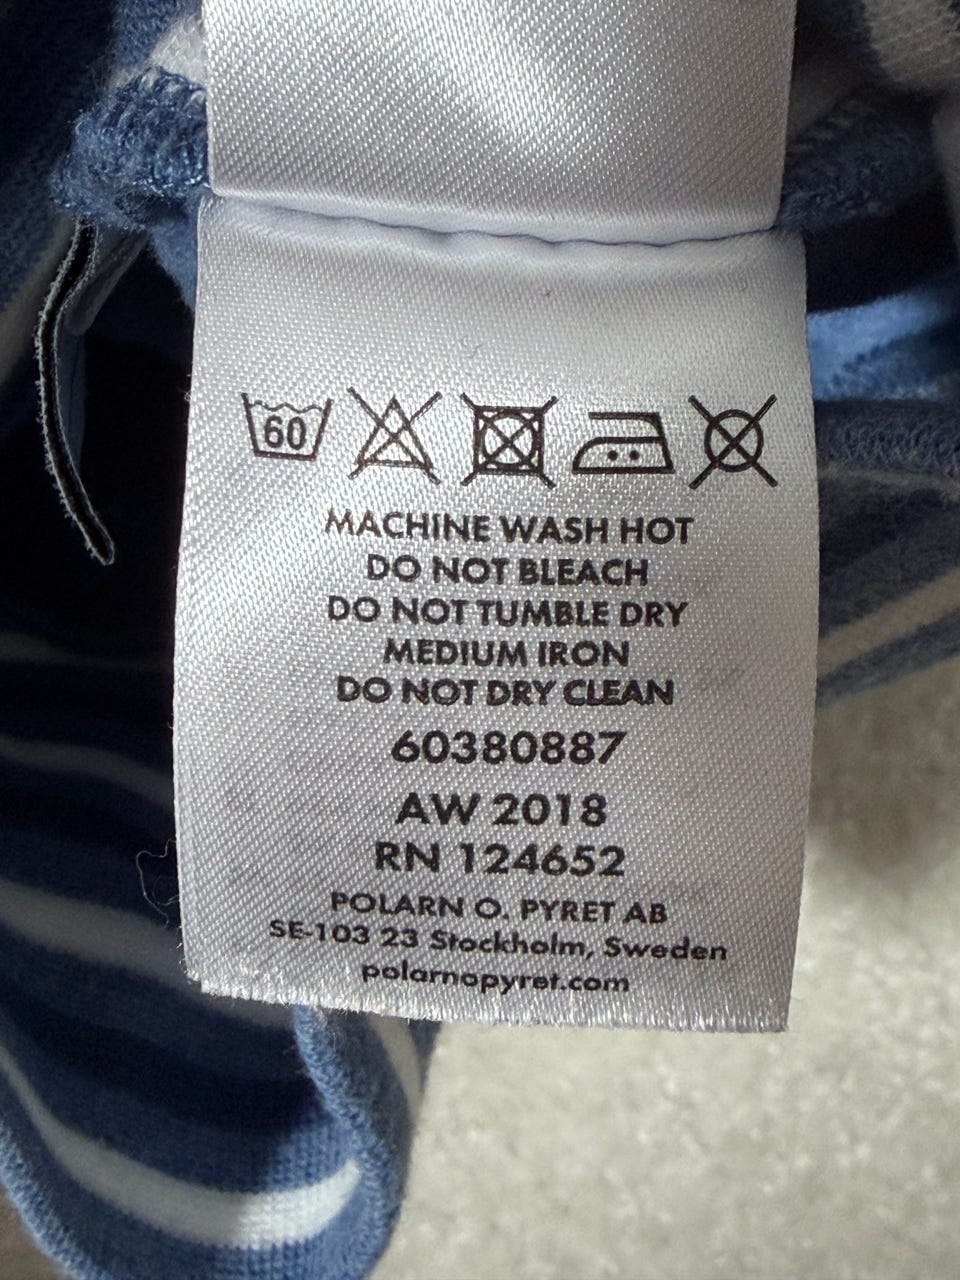 60
MACHINE WASH HOT
DO NOT BLEACH
DO NOT TUMBLE DRY
MEDIUM IRON
DO NOT DRY CLEAN
60380887
AW 2018
RN 124652
POLARN O. PYRET AB
SE-103 23 Stockholm, Sweden
polarnopyret.com